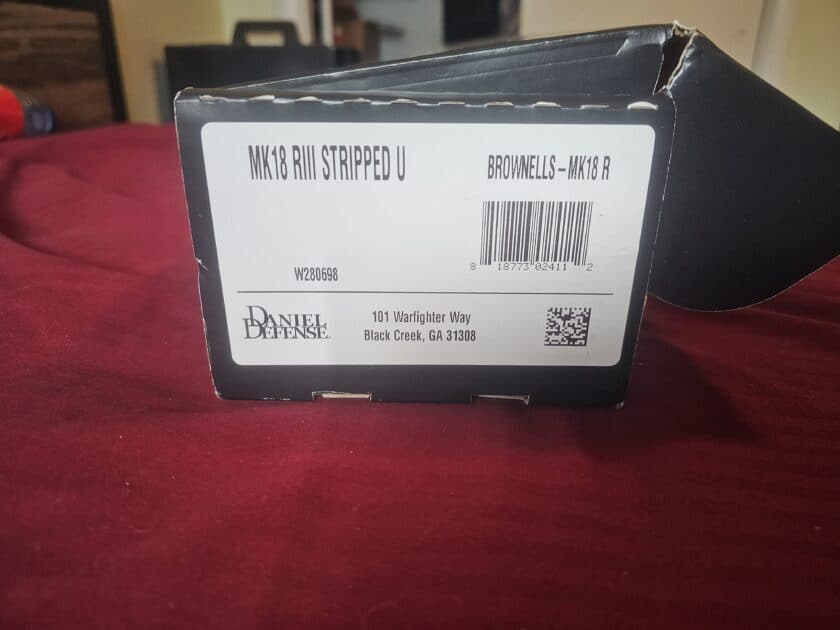 MK18 RIII STRIPPED U
BROWNELLS-MK18 R
8 18773 02411 2
W280698
DANIEL
DEFENSE
101 Warfighter Way
Black Creek, GA 31308